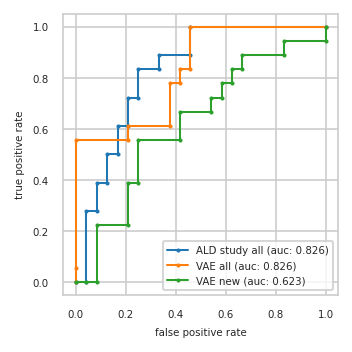 1.0
0.8
0.6
0.4
0.2
0.0
true positive rate
ALD study all (auc: 0.826)
VAE all (auc: 0.826)
VAE new (auc: 0.623)
0.0 0.2 0.4 0.6 0.8 1.0
false positive rate